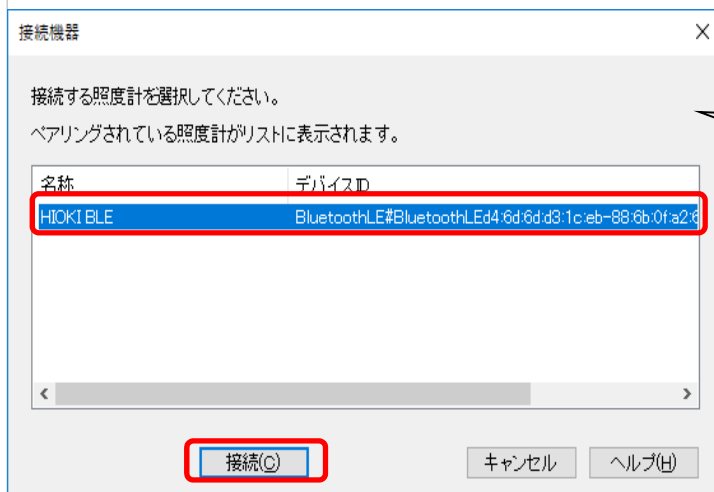 接続機器
接続する照度計を選択してください。
ペアリングされている照度計がリストに表示されます。
名称 デバイスID
HIOKI BLE BluetoothLE#BluetoothLEd4:6d:6d:d3:1c:eb-88:6b:0f:a2:6
接続(C) キャンセル ヘルプ(H)